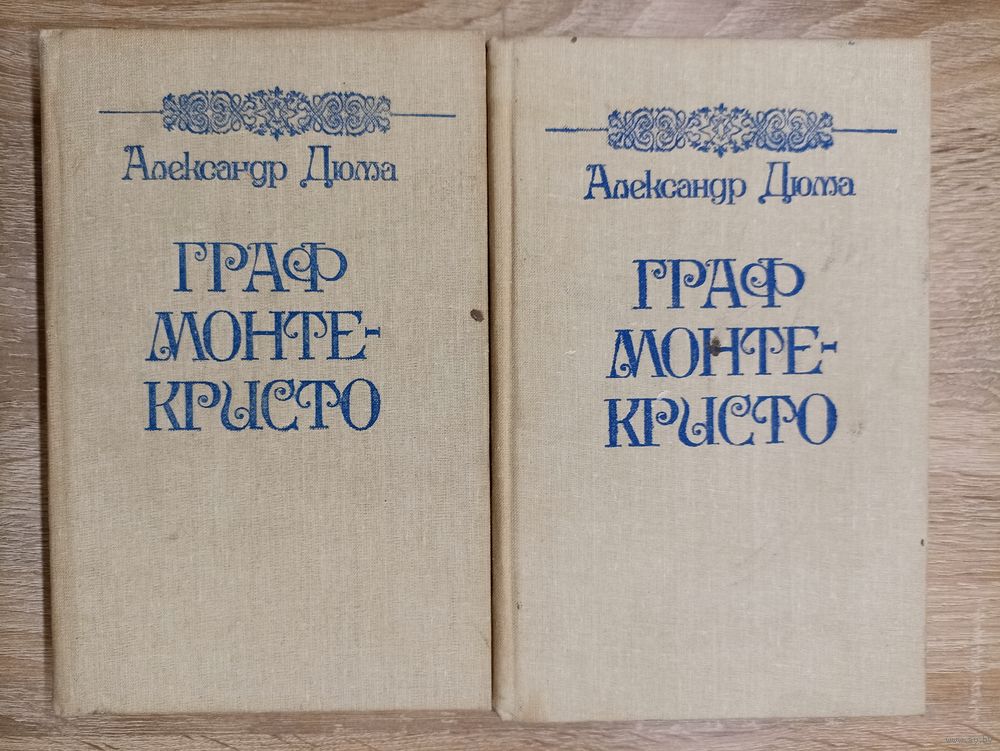 Александр Дюма
ГРАФ
МОНТЕ-
КРИСТО
Александр Дюма
ГРАФ
МОНТЕ-
КРИСТО